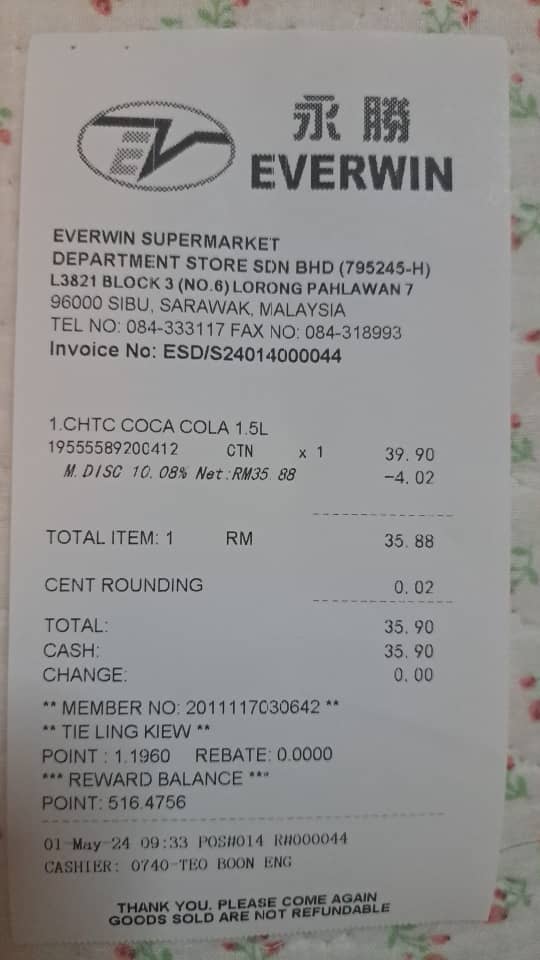 EV
永勝
EVERWIN
EVERWIN SUPERMARKET
DEPARTMENT STORE SDN BHD (795245-H)
L3821 BLOCK 3 (NO.6) LORONG PAHLAWAN 7
96000 SIBU, SARAWAK, MALAYSIA
TEL NO: 084-333117 FAX NO: 084-318993
Invoice No: ESD/S24014000044
1.CHTC COCA COLA 1.5L
19555589200412 CTN x 1 39.90
M.DISC 10.08% Net:RM35.88 -4.02
TOTAL ITEM: 1 RM 35.88
CENT ROUNDING 0.02
TOTAL: 35.90
CASH: 35.90
CHANGE: 0.00
** MEMBER NO: 2011117030642 **
** TIE LING KIEW **
POINT : 1.1960 REBATE: 0.0000
*** REWARD BALANCE ***
POINT: 516.4756
01-May-24 09:33 POS#014 R#000044
CASHIER: 0740-TEO BOON ENG
THANK YOU. PLEASE COME AGAIN
GOODS SOLD ARE NOT REFUNDABLE